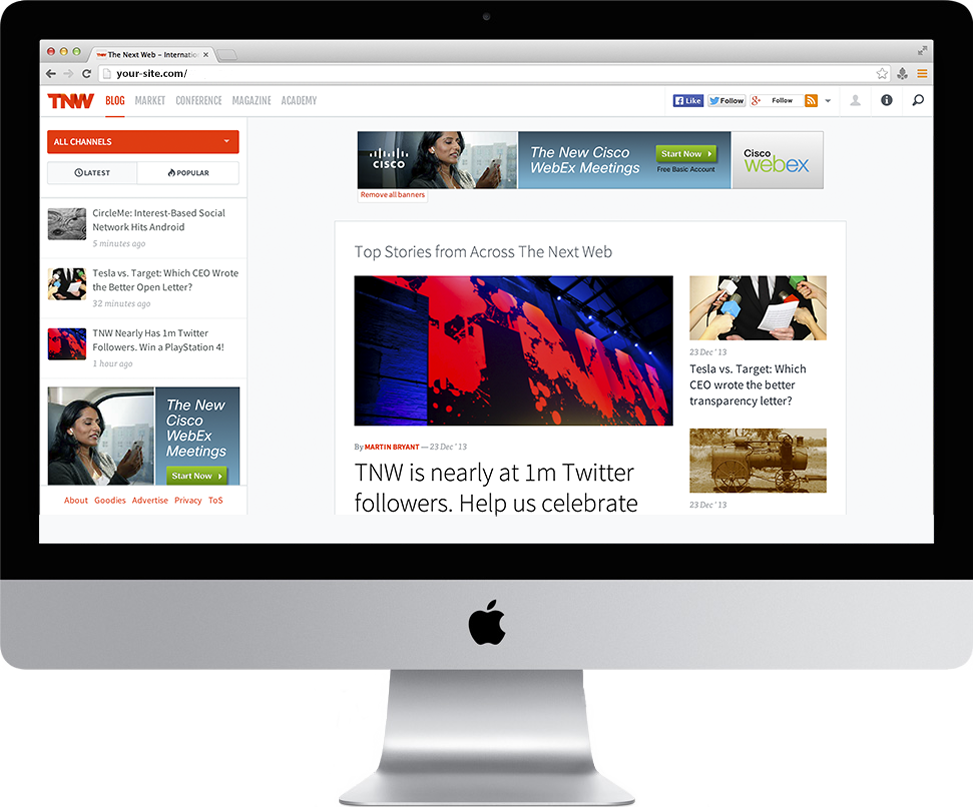 TNW The Next Web – Internatio
your-site.com/
TNW BLOG MARKET CONFERENCE MAGAZINE ACADEMY
Like Follow Follow
ALL CHANNELS
LATEST POPULAR
CircleMe: Interest-Based Social
Network Hits Android
5 minutes ago
Tesla vs. Target: Which CEO Wrote
the Better Open Letter?
32 minutes ago
TNW Nearly Has 1m Twitter
Followers. Win a PlayStation 4!
1 hour ago
The New
Cisco
WebEx
Meetings
Start Now
About Goodies Advertise Privacy ToS
CISCO
The New Cisco
WebEx Meetings
Start Now
Free Basic Account
Cisco
webex
Remove all banners
Top Stories from Across The Next Web
TNW
By MARTIN BRYANT — 23 Dec '13
TNW is nearly at 1m Twitter
followers. Help us celebrate
23 Dec '13
Tesla vs. Target: Which
CEO wrote the better
transparency letter?
23 Dec '13